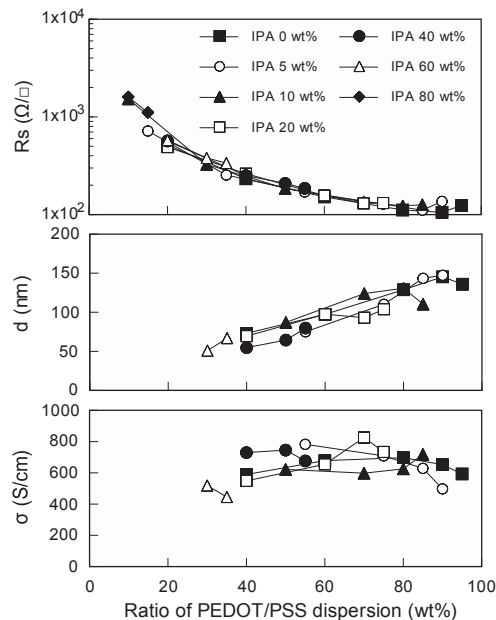 1x10⁴
1x10³
1x10²
Rs (Ω/□)
IPA 0 wt%
IPA 5 wt%
IPA 10 wt%
IPA 20 wt%
IPA 40 wt%
IPA 60 wt%
IPA 80 wt%
200
150
100
50
0
d (nm)
1000
800
600
400
200
0
σ (S/cm)
0 20 40 60 80 100
Ratio of PEDOT/PSS dispersion (wt%)